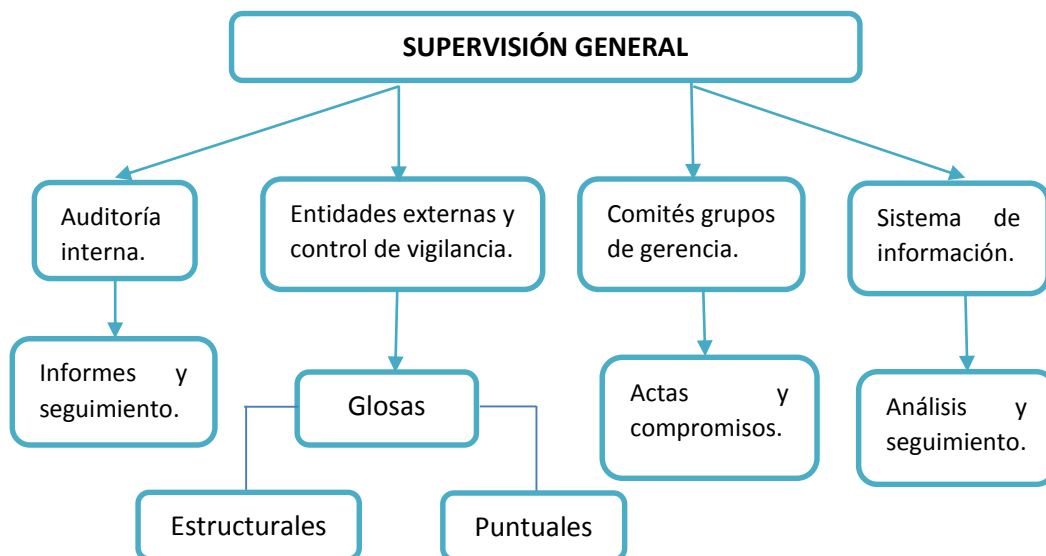 SUPERVISIÓN GENERAL
Auditoría
interna.
Entidades externas y
control de vigilancia.
Comités grupos
de gerencia.
Sistema de
información.
Informes y
seguimiento.
Glosas
Actas y
compromisos.
Análisis y
seguimiento.
Estructurales
Puntuales